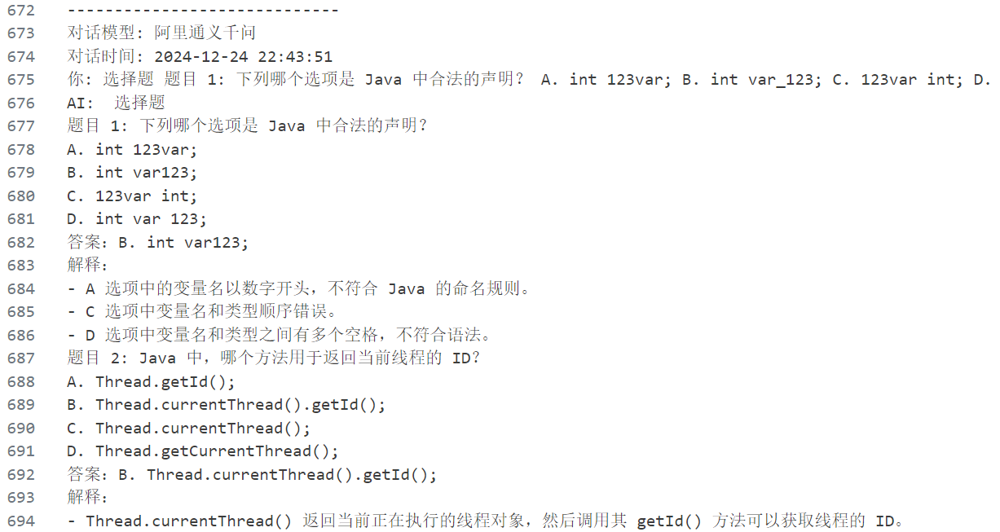 672 ------------------------------
673 对话模型: 阿里通义千问
674 对话时间: 2024-12-24 22:43:51
675 你: 选择题 题目 1: 下列哪个选项是 Java 中合法的声明? A. int 123var; B. int var_123; C. 123var int; D.
676 AI: 选择题
677 题目 1: 下列哪个选项是 Java 中合法的声明?
678 A. int 123var;
679 B. int var123;
680 C. 123var int;
681 D. int var 123;
682 答案: B. int var123;
683 解释:
684 - A 选项中的变量名以数字开头，不符合 Java 的命名规则。
685 - C 选项中变量名和类型顺序错误。
686 - D 选项中变量名和类型之间有多个空格，不符合语法。
687 题目 2: Java 中，哪个方法用于返回当前线程的 ID?
688 A. Thread.getId();
689 B. Thread.currentThread().getId();
690 C. Thread.currentThread();
691 D. Thread.getCurrentThread();
692 答案: B. Thread.currentThread().getId();
693 解释:
694 - Thread.currentThread() 返回当前正在执行的线程对象，然后调用其 getId() 方法可以获取线程的 ID。